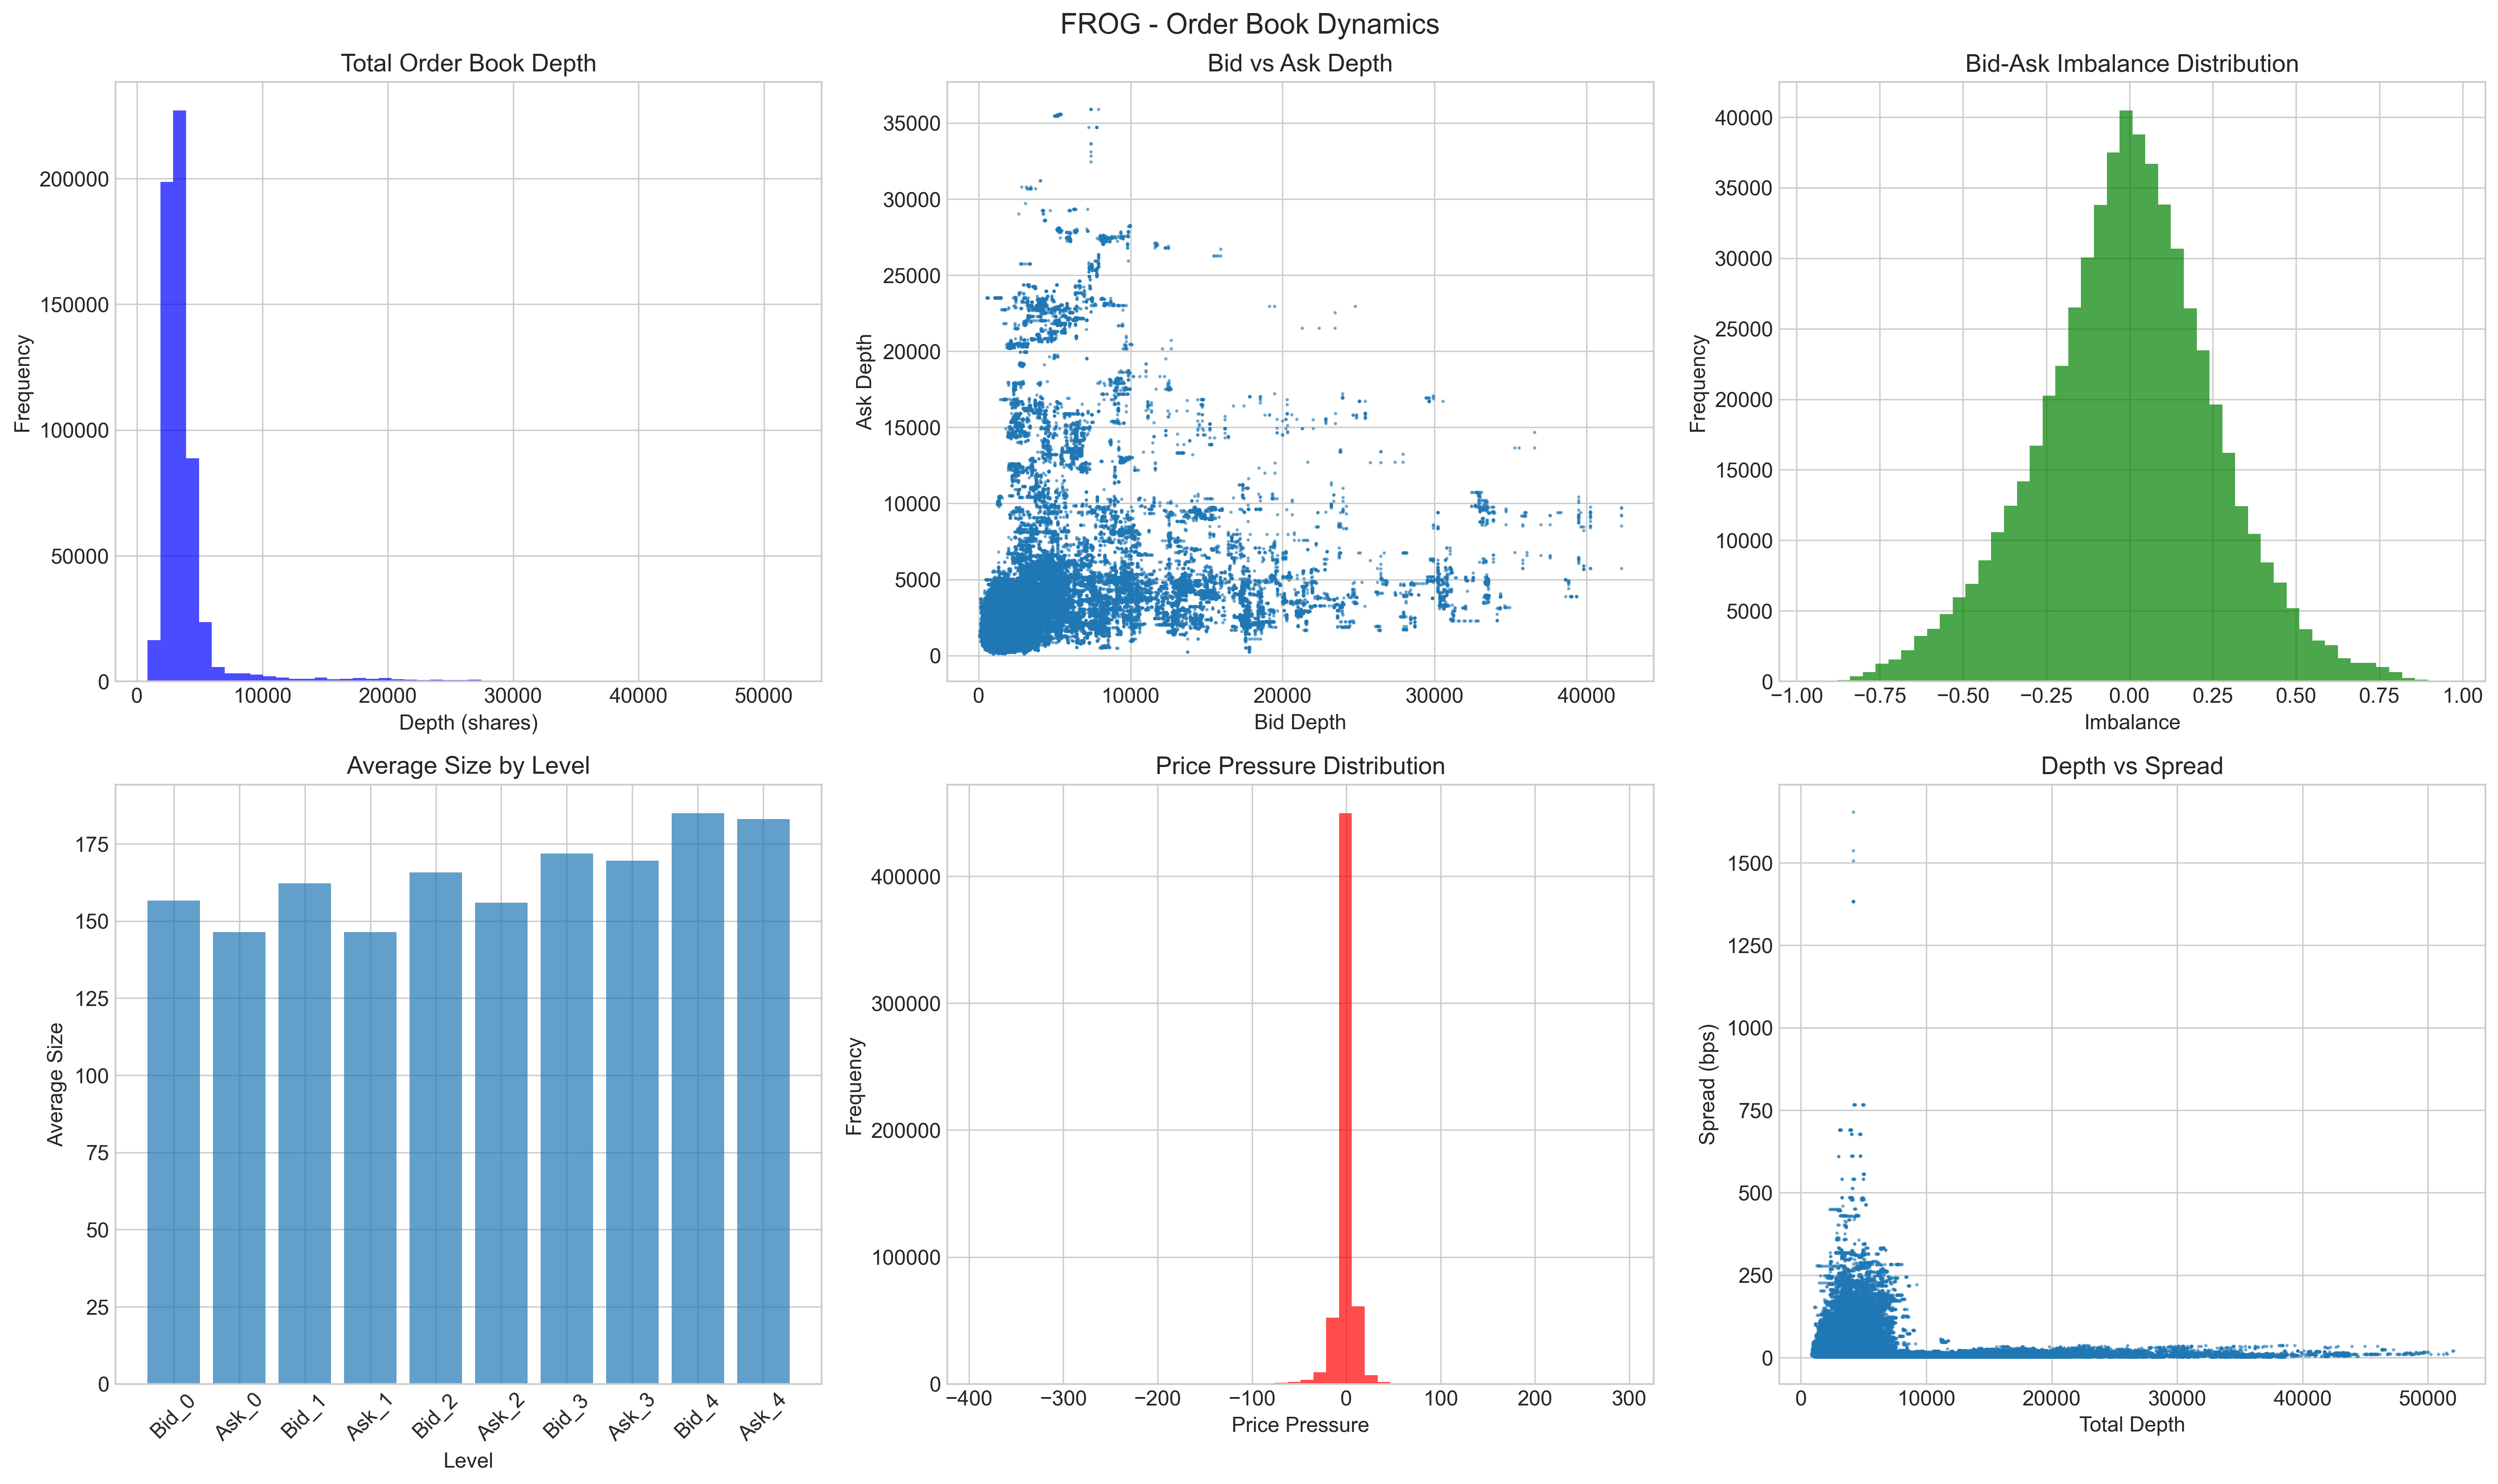 FROG - Order Book Dynamics
Total Order Book Depth
Frequency
200000
150000
100000
50000
0
0 10000 20000 30000 40000 50000
Depth (shares)
Bid vs Ask Depth
Ask Depth
35000
30000
25000
20000
15000
10000
5000
0
0 10000 20000 30000 40000
Bid Depth
Bid-Ask Imbalance Distribution
Frequency
40000
35000
30000
25000
20000
15000
10000
5000
0
−1.00 −0.75 −0.50 −0.25 0.00 0.25 0.50 0.75 1.00
Imbalance
Average Size by Level
Average Size
175
150
125
100
75
50
25
0
Bid_0 Ask_0 Bid_1 Ask_1 Bid_2 Ask_2 Bid_3 Ask_3 Bid_4 Ask_4
Level
Price Pressure Distribution
Frequency
400000
300000
200000
100000
0
−400 −300 −200 −100 0 100 200 300
Price Pressure
Depth vs Spread
Spread (bps)
1500
1250
1000
750
500
250
0
0 10000 20000 30000 40000 50000
Total Depth